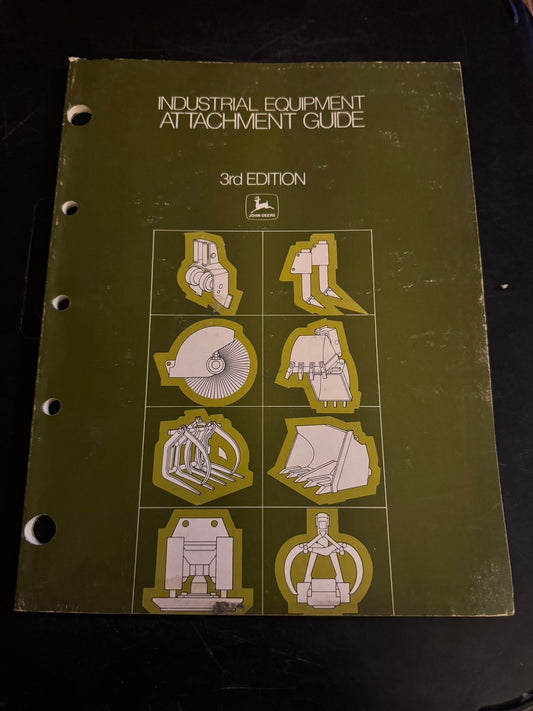 INDUSTRIAL EQUIPMENT
ATTACHMENT GUIDE
3rd EDITION
JOHN DEERE